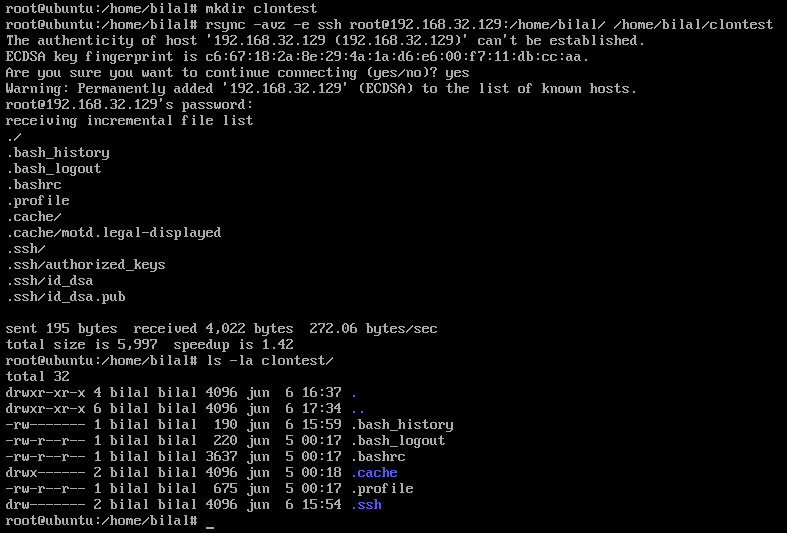 root@ubuntu:/home/bilal# mkdir clontest
root@ubuntu:/home/bilal# rsync -avz -e ssh root@192.168.32.129:/home/bilal/ /home/bilal/clontest
The authenticity of host '192.168.32.129 (192.168.32.129)' can't be established.
ECDSA key fingerprint is c6:67:18:2a:8e:29:4a:1a:d6:e6:00:f7:11:db:cc:aa.
Are you sure you want to continue connecting (yes/no)? yes
Warning: Permanently added '192.168.32.129' (ECDSA) to the list of known hosts.
root@192.168.32.129's password:
receiving incremental file list
./
.bash_history
.bash_logout
.bashrc
.profile
.cache/
.cache/motd.legal-displayed
.ssh/
.ssh/authorized_keys
.ssh/id_dsa
.ssh/id_dsa.pub
sent 195 bytes  received 4,022 bytes  272.06 bytes/sec
total size is 5,997  speedup is 1.42
root@ubuntu:/home/bilal# ls -la clontest/
total 32
drwxr-xr-x 4 bilal bilal 4096 jun  6 16:37 .
drwxr-xr-x 6 bilal bilal 4096 jun  6 17:34 ..
-rw------- 1 bilal bilal  190 jun  6 15:59 .bash_history
-rw-r--r-- 1 bilal bilal  220 jun  5 00:17 .bash_logout
-rw-r--r-- 1 bilal bilal 3637 jun  5 00:17 .bashrc
drwx------ 2 bilal bilal 4096 jun  5 00:18 .cache
-rw-r--r-- 1 bilal bilal  675 jun  5 00:17 .profile
drw------- 2 bilal bilal 4096 jun  6 15:54 .ssh
root@ubuntu:/home/bilal# _